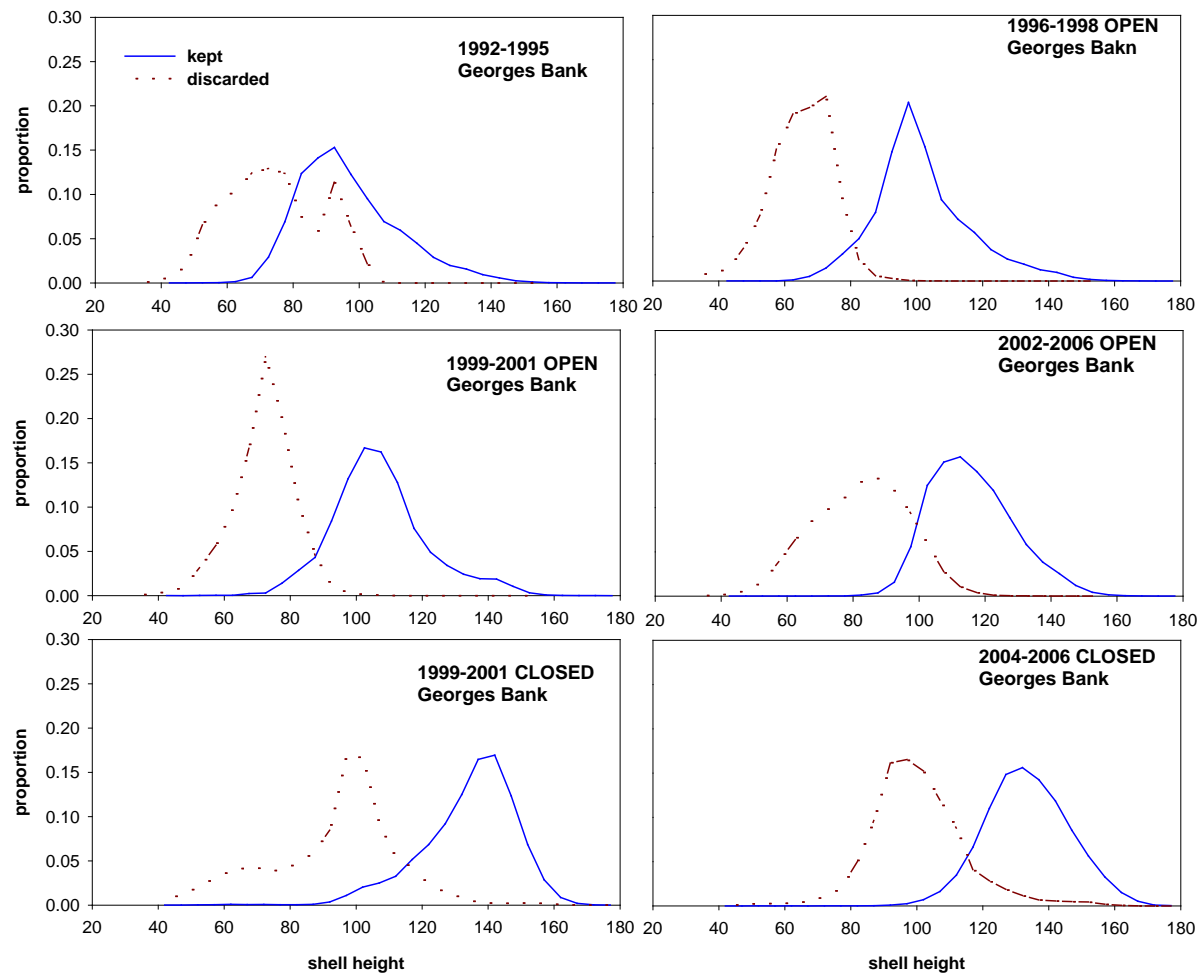 0.30
0.25
0.20
0.15
0.10
0.05
0.00
proportion
kept
discarded
1992-1995
Georges Bank
20 40 60 80 100 120 140 160 180
1996-1998 OPEN
Georges Bakn
20 40 60 80 100 120 140 160 180
0.30
0.25
0.20
0.15
0.10
0.05
0.00
proportion
1999-2001 OPEN
Georges Bank
20 40 60 80 100 120 140 160 180
2002-2006 OPEN
Georges Bank
20 40 60 80 100 120 140 160 180
0.30
0.25
0.20
0.15
0.10
0.05
0.00
proportion
1999-2001 CLOSED
Georges Bank
20 40 60 80 100 120 140 160 180
shell height
2004-2006 CLOSED
Georges Bank
20 40 60 80 100 120 140 160 180
shell height